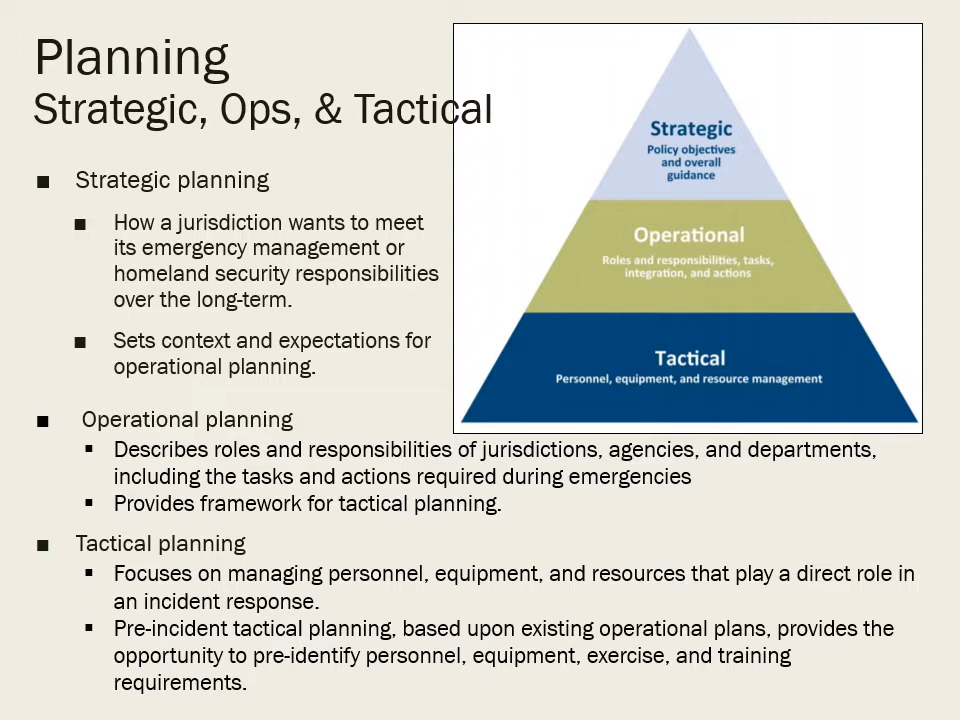 Planning
Strategic, Ops, & Tactical
■ Strategic planning
■ How a jurisdiction wants to meet
its emergency management or
homeland security responsibilities
over the long-term.
■ Sets context and expectations for
operational planning.
Strategic
Policy objectives
and overall
guidance
Operational
Roles and responsibilities, tasks,
integration, and actions
Tactical
Personnel, equipment, and resource management
■ Operational planning
▪ Describes roles and responsibilities of jurisdictions, agencies, and departments,
including the tasks and actions required during emergencies
▪ Provides framework for tactical planning.
■ Tactical planning
▪ Focuses on managing personnel, equipment, and resources that play a direct role in
an incident response.
▪ Pre-incident tactical planning, based upon existing operational plans, provides the
opportunity to pre-identify personnel, equipment, exercise, and training
requirements.